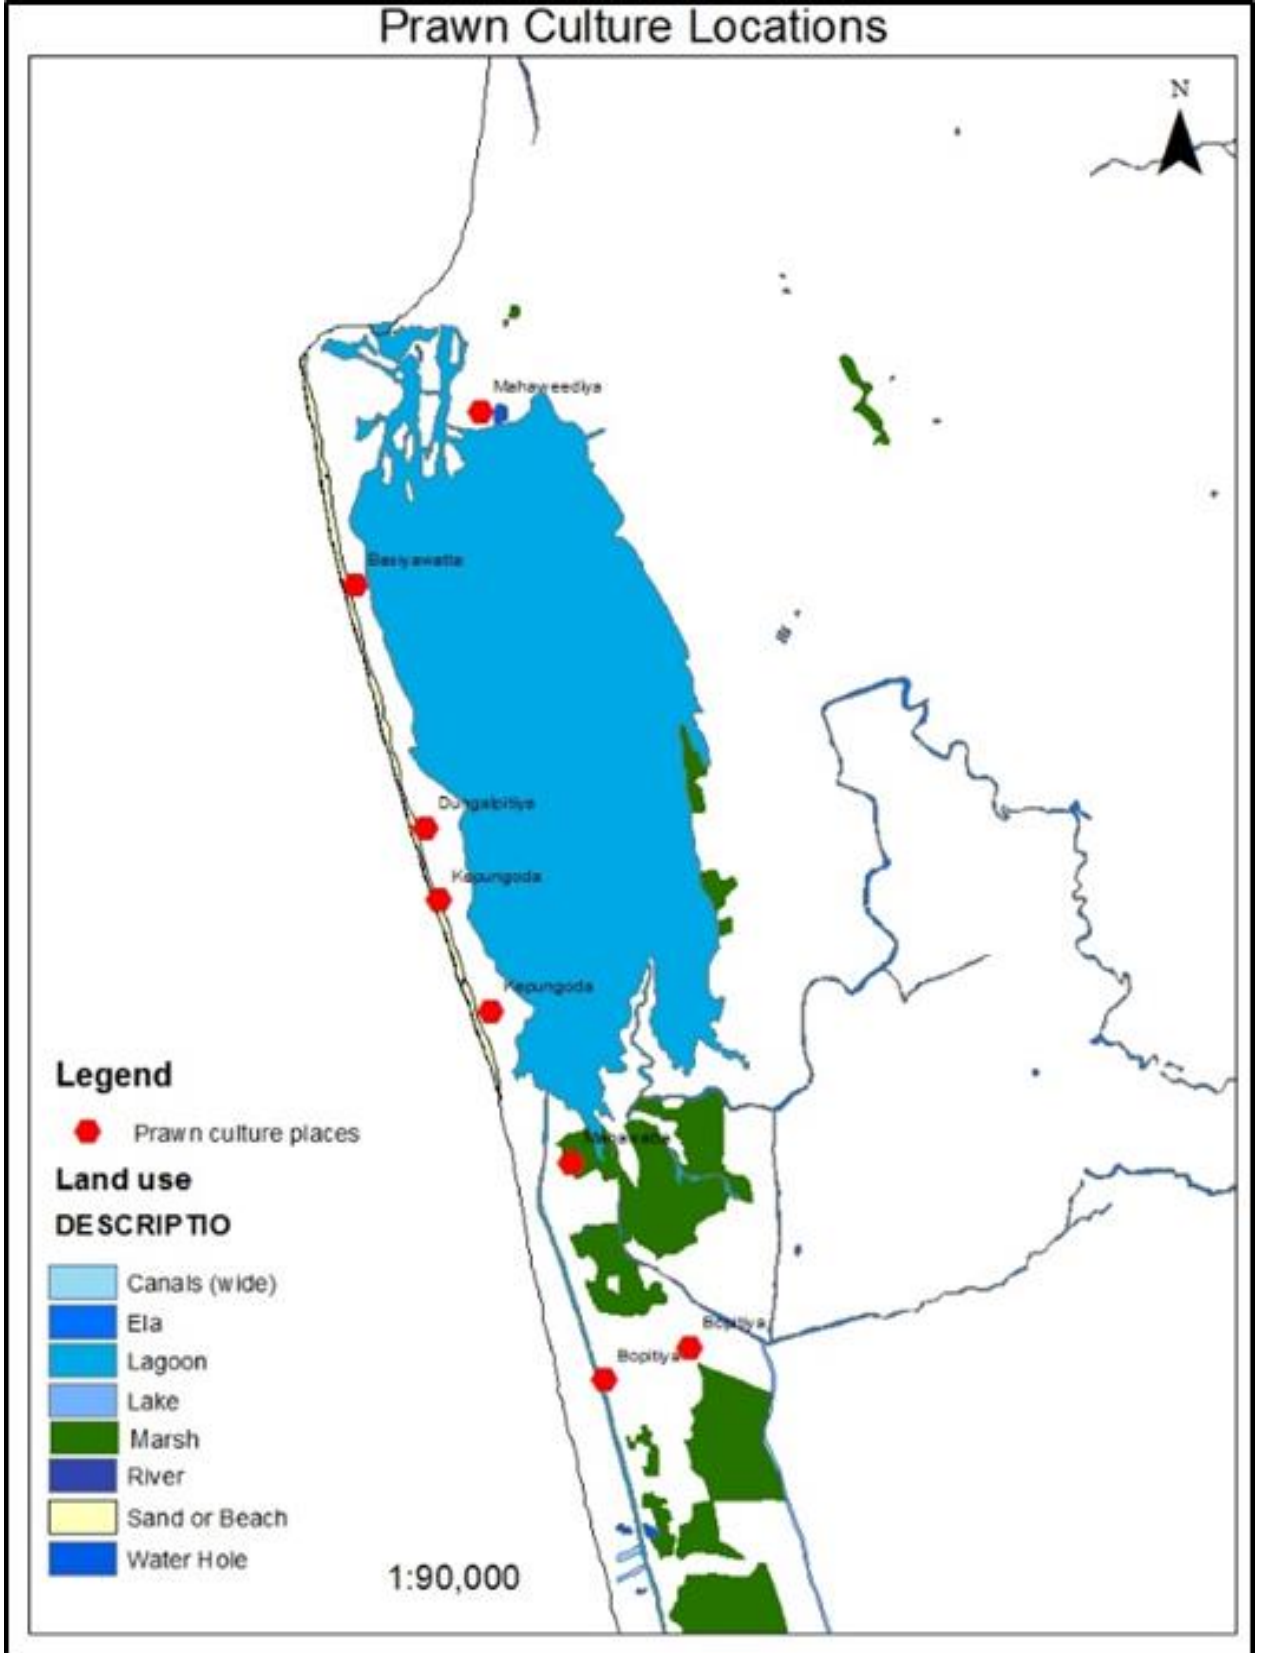 Prawn Culture Locations
N
Mahaweediya
Basiyawatta
Dungalpitiya
Kepungoda
Kepungoda
Bopitiya
Bopitiya
Legend
Prawn culture places
Land use
DESCRIPTIO
Canals (wide)
Ela
Lagoon
Lake
Marsh
River
Sand or Beach
Water Hole
1:90,000